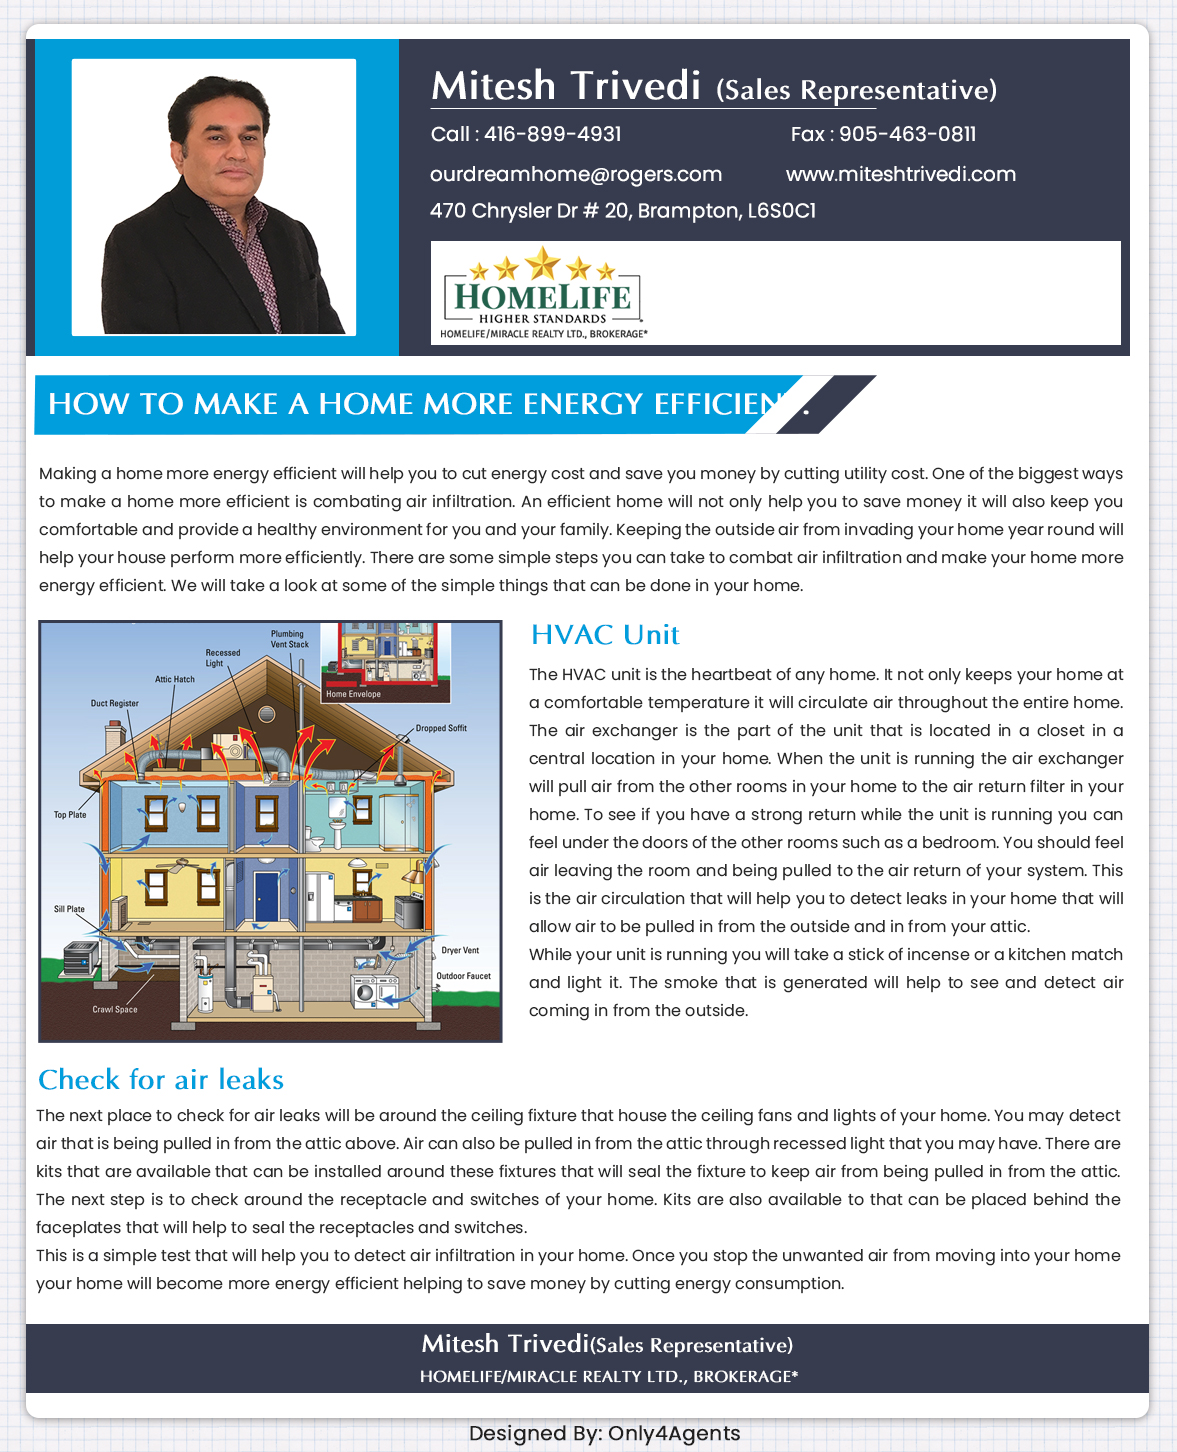 Mitesh Trivedi (Sales Representative)
Call : 416-899-4931 Fax : 905-463-0811
ourdreamhome@rogers.com www.miteshtrivedi.com
470 Chrysler Dr # 20, Brampton, L6S0C1
HOMELIFE
HIGHER STANDARDS
HOMELIFE/MIRACLE REALTY LTD., BROKERAGE*
HOW TO MAKE A HOME MORE ENERGY EFFICIENT.
Making a home more energy efficient will help you to cut energy cost and save you money by cutting utility cost. One of the biggest ways
to make a home more efficient is combating air infiltration. An efficient home will not only help you to save money it will also keep you
comfortable and provide a healthy environment for you and your family. Keeping the outside air from invading your home year round will
help your house perform more efficiently. There are some simple steps you can take to combat air infiltration and make your home more
energy efficient. We will take a look at some of the simple things that can be done in your home.
Plumbing
Vent Stack
Recessed
Light
Attic Hatch
Duct Register
Home Envelope
Dropped Soffit
Top Plate
Sill Plate
Dryer Vent
Outdoor Faucet
Crawl Space
HVAC Unit
The HVAC unit is the heartbeat of any home. It not only keeps your home at
a comfortable temperature it will circulate air throughout the entire home.
The air exchanger is the part of the unit that is located in a closet in a
central location in your home. When the unit is running the air exchanger
will pull air from the other rooms in your home to the air return filter in your
home. To see if you have a strong return while the unit is running you can
feel under the doors of the other rooms such as a bedroom. You should feel
air leaving the room and being pulled to the air return of your system. This
is the air circulation that will help you to detect leaks in your home that will
allow air to be pulled in from the outside and in from your attic.
While your unit is running you will take a stick of incense or a kitchen match
and light it. The smoke that is generated will help to see and detect air
coming in from the outside.
Check for air leaks
The next place to check for air leaks will be around the ceiling fixture that house the ceiling fans and lights of your home. You may detect
air that is being pulled in from the attic above. Air can also be pulled in from the attic through recessed light that you may have. There are
kits that are available that can be installed around these fixtures that will seal the fixture to keep air from being pulled in from the attic.
The next step is to check around the receptacle and switches of your home. Kits are also available to that can be placed behind the
faceplates that will help to seal the receptacles and switches.
This is a simple test that will help you to detect air infiltration in your home. Once you stop the unwanted air from moving into your home
your home will become more energy efficient helping to save money by cutting energy consumption.
Mitesh Trivedi(Sales Representative)
HOMELIFE/MIRACLE REALTY LTD., BROKERAGE*
Designed By: Only4Agents